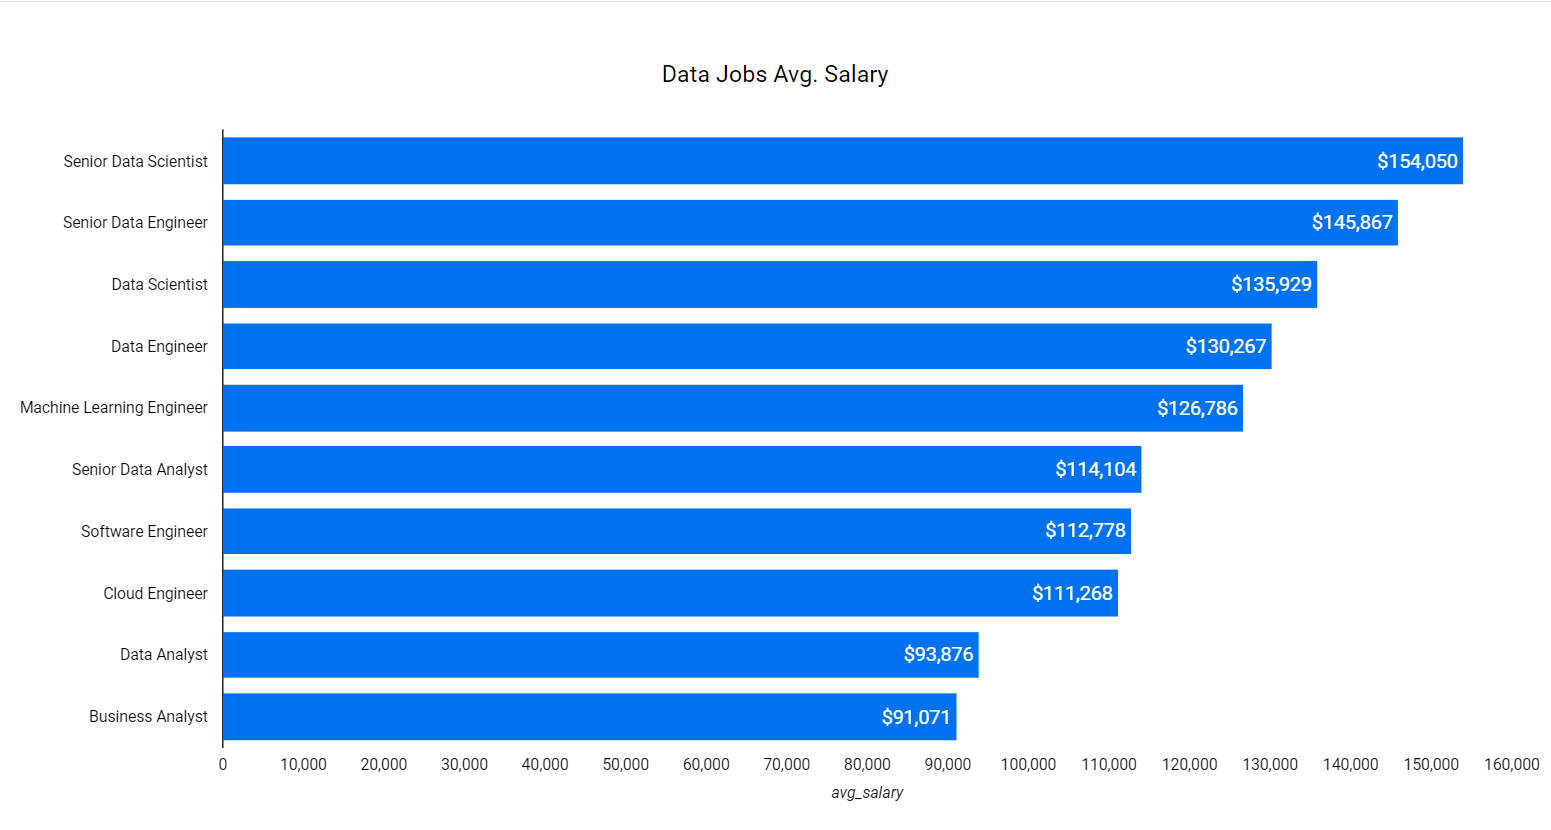 Data Jobs Avg. Salary
Senior Data Scientist $154,050
Senior Data Engineer $145,867
Data Scientist $135,929
Data Engineer $130,267
Machine Learning Engineer $126,786
Senior Data Analyst $114,104
Software Engineer $112,778
Cloud Engineer $111,268
Data Analyst $93,876
Business Analyst $91,071
0 10,000 20,000 30,000 40,000 50,000 60,000 70,000 80,000 90,000 100,000 110,000 120,000 130,000 140,000 150,000 160,000
avg_salary